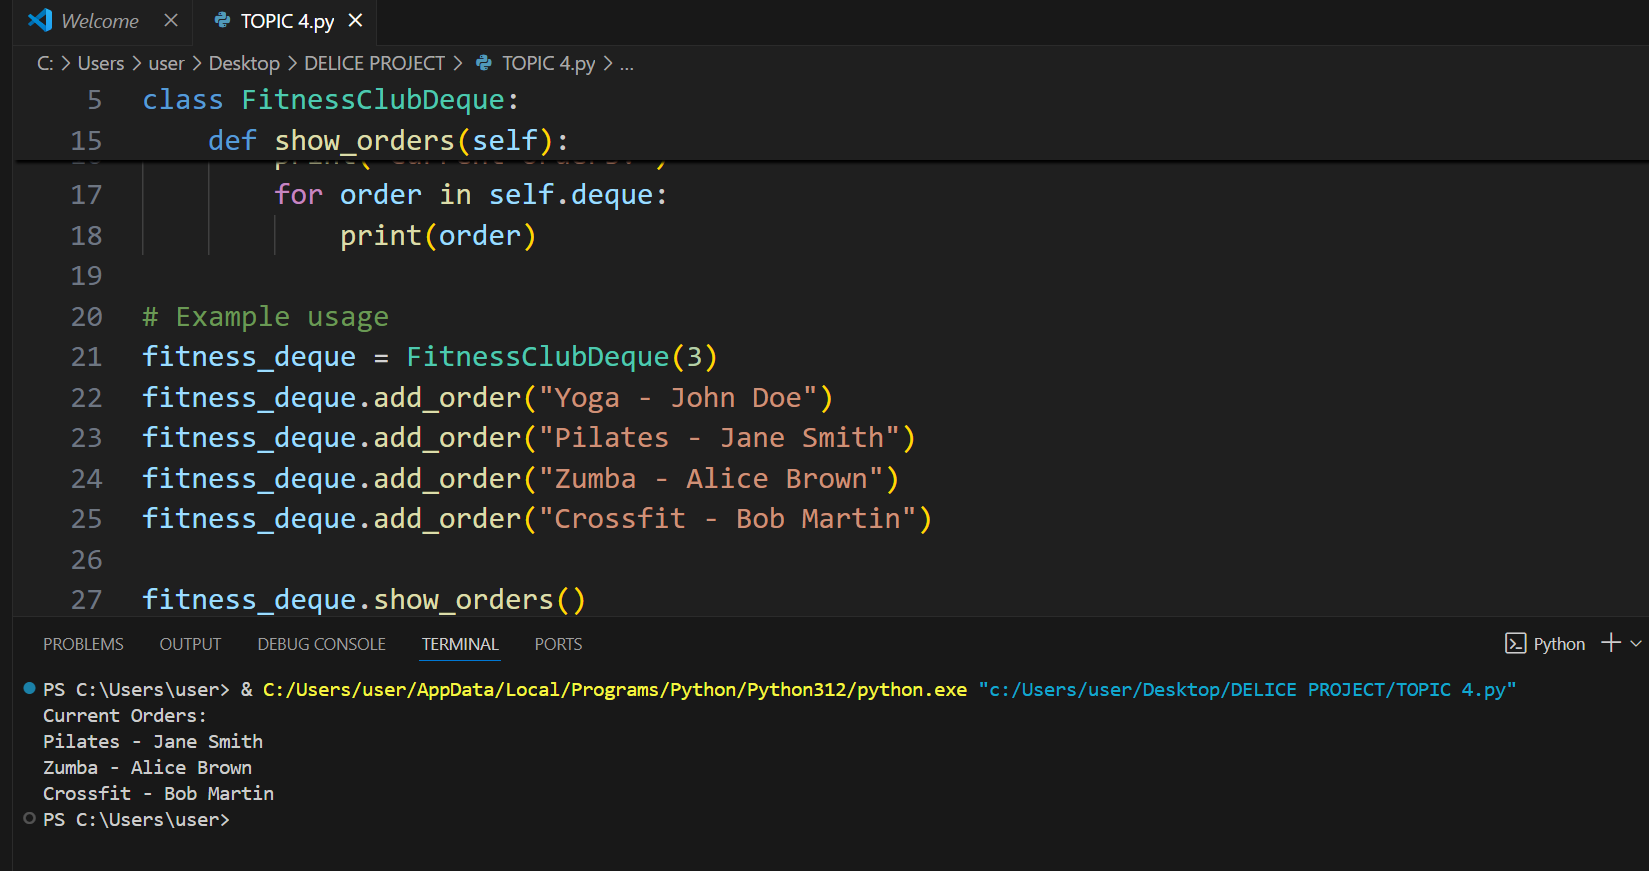 Welcome
TOPIC 4.py
C: > Users > user > Desktop > DELICE PROJECT > TOPIC 4.py > ...
5 class FitnessClubDeque:
15     def show_orders(self):
17         for order in self.deque:
18             print(order)
19
20 # Example usage
21 fitness_deque = FitnessClubDeque(3)
22 fitness_deque.add_order("Yoga - John Doe")
23 fitness_deque.add_order("Pilates - Jane Smith")
24 fitness_deque.add_order("Zumba - Alice Brown")
25 fitness_deque.add_order("Crossfit - Bob Martin")
26
27 fitness_deque.show_orders()
PROBLEMS OUTPUT DEBUG CONSOLE TERMINAL PORTS Python
PS C:\Users\user> & C:/Users/user/AppData/Local/Programs/Python/Python312/python.exe "c:/Users/user/Desktop/DELICE PROJECT/TOPIC 4.py"
Current Orders:
Pilates - Jane Smith
Zumba - Alice Brown
Crossfit - Bob Martin
PS C:\Users\user>